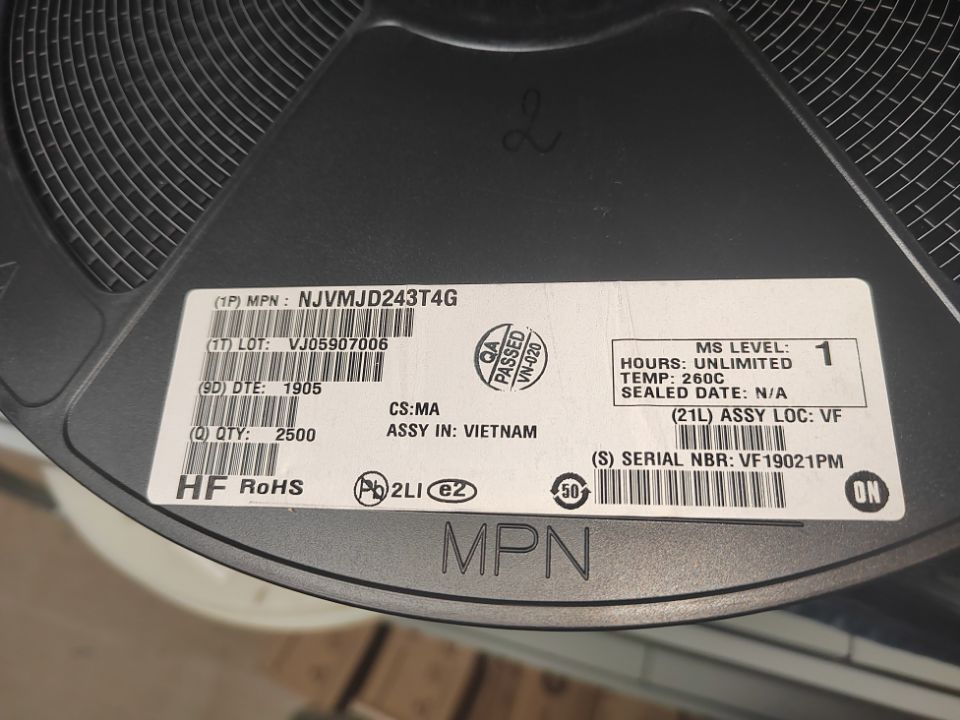 2
(1P) MPN : NJVMJD243T4G
(1T) LOT: VJ05907006
(9D) DTE: 1905
(Q) QTY: 2500
HF RoHS
Pb 2LI e2
CS:MA
ASSY IN: VIETNAM
QA
PASSED
VN-020
MS LEVEL: 1
HOURS: UNLIMITED
TEMP: 260C
SEALED DATE: N/A
(21L) ASSY LOC: VF
(S) SERIAL NBR: VF19021PM
50
ON
MPN